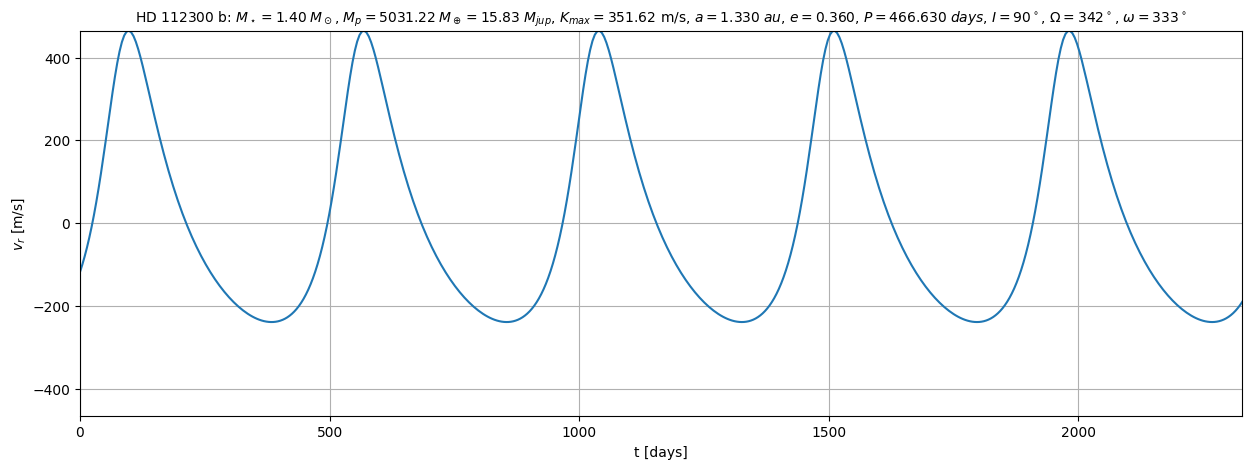 HD 112300 b: M⋆ = 1.40 M⊙, Mp = 5031.22 M⊕ = 15.83 Mjup, Kmax = 351.62 m/s, a = 1.330 au, e = 0.360, P = 466.630 days, I = 90°, Ω = 342°, ω = 333°
400
200
0
−200
−400
vr [m/s]
0 500 1000 1500 2000
t [days]